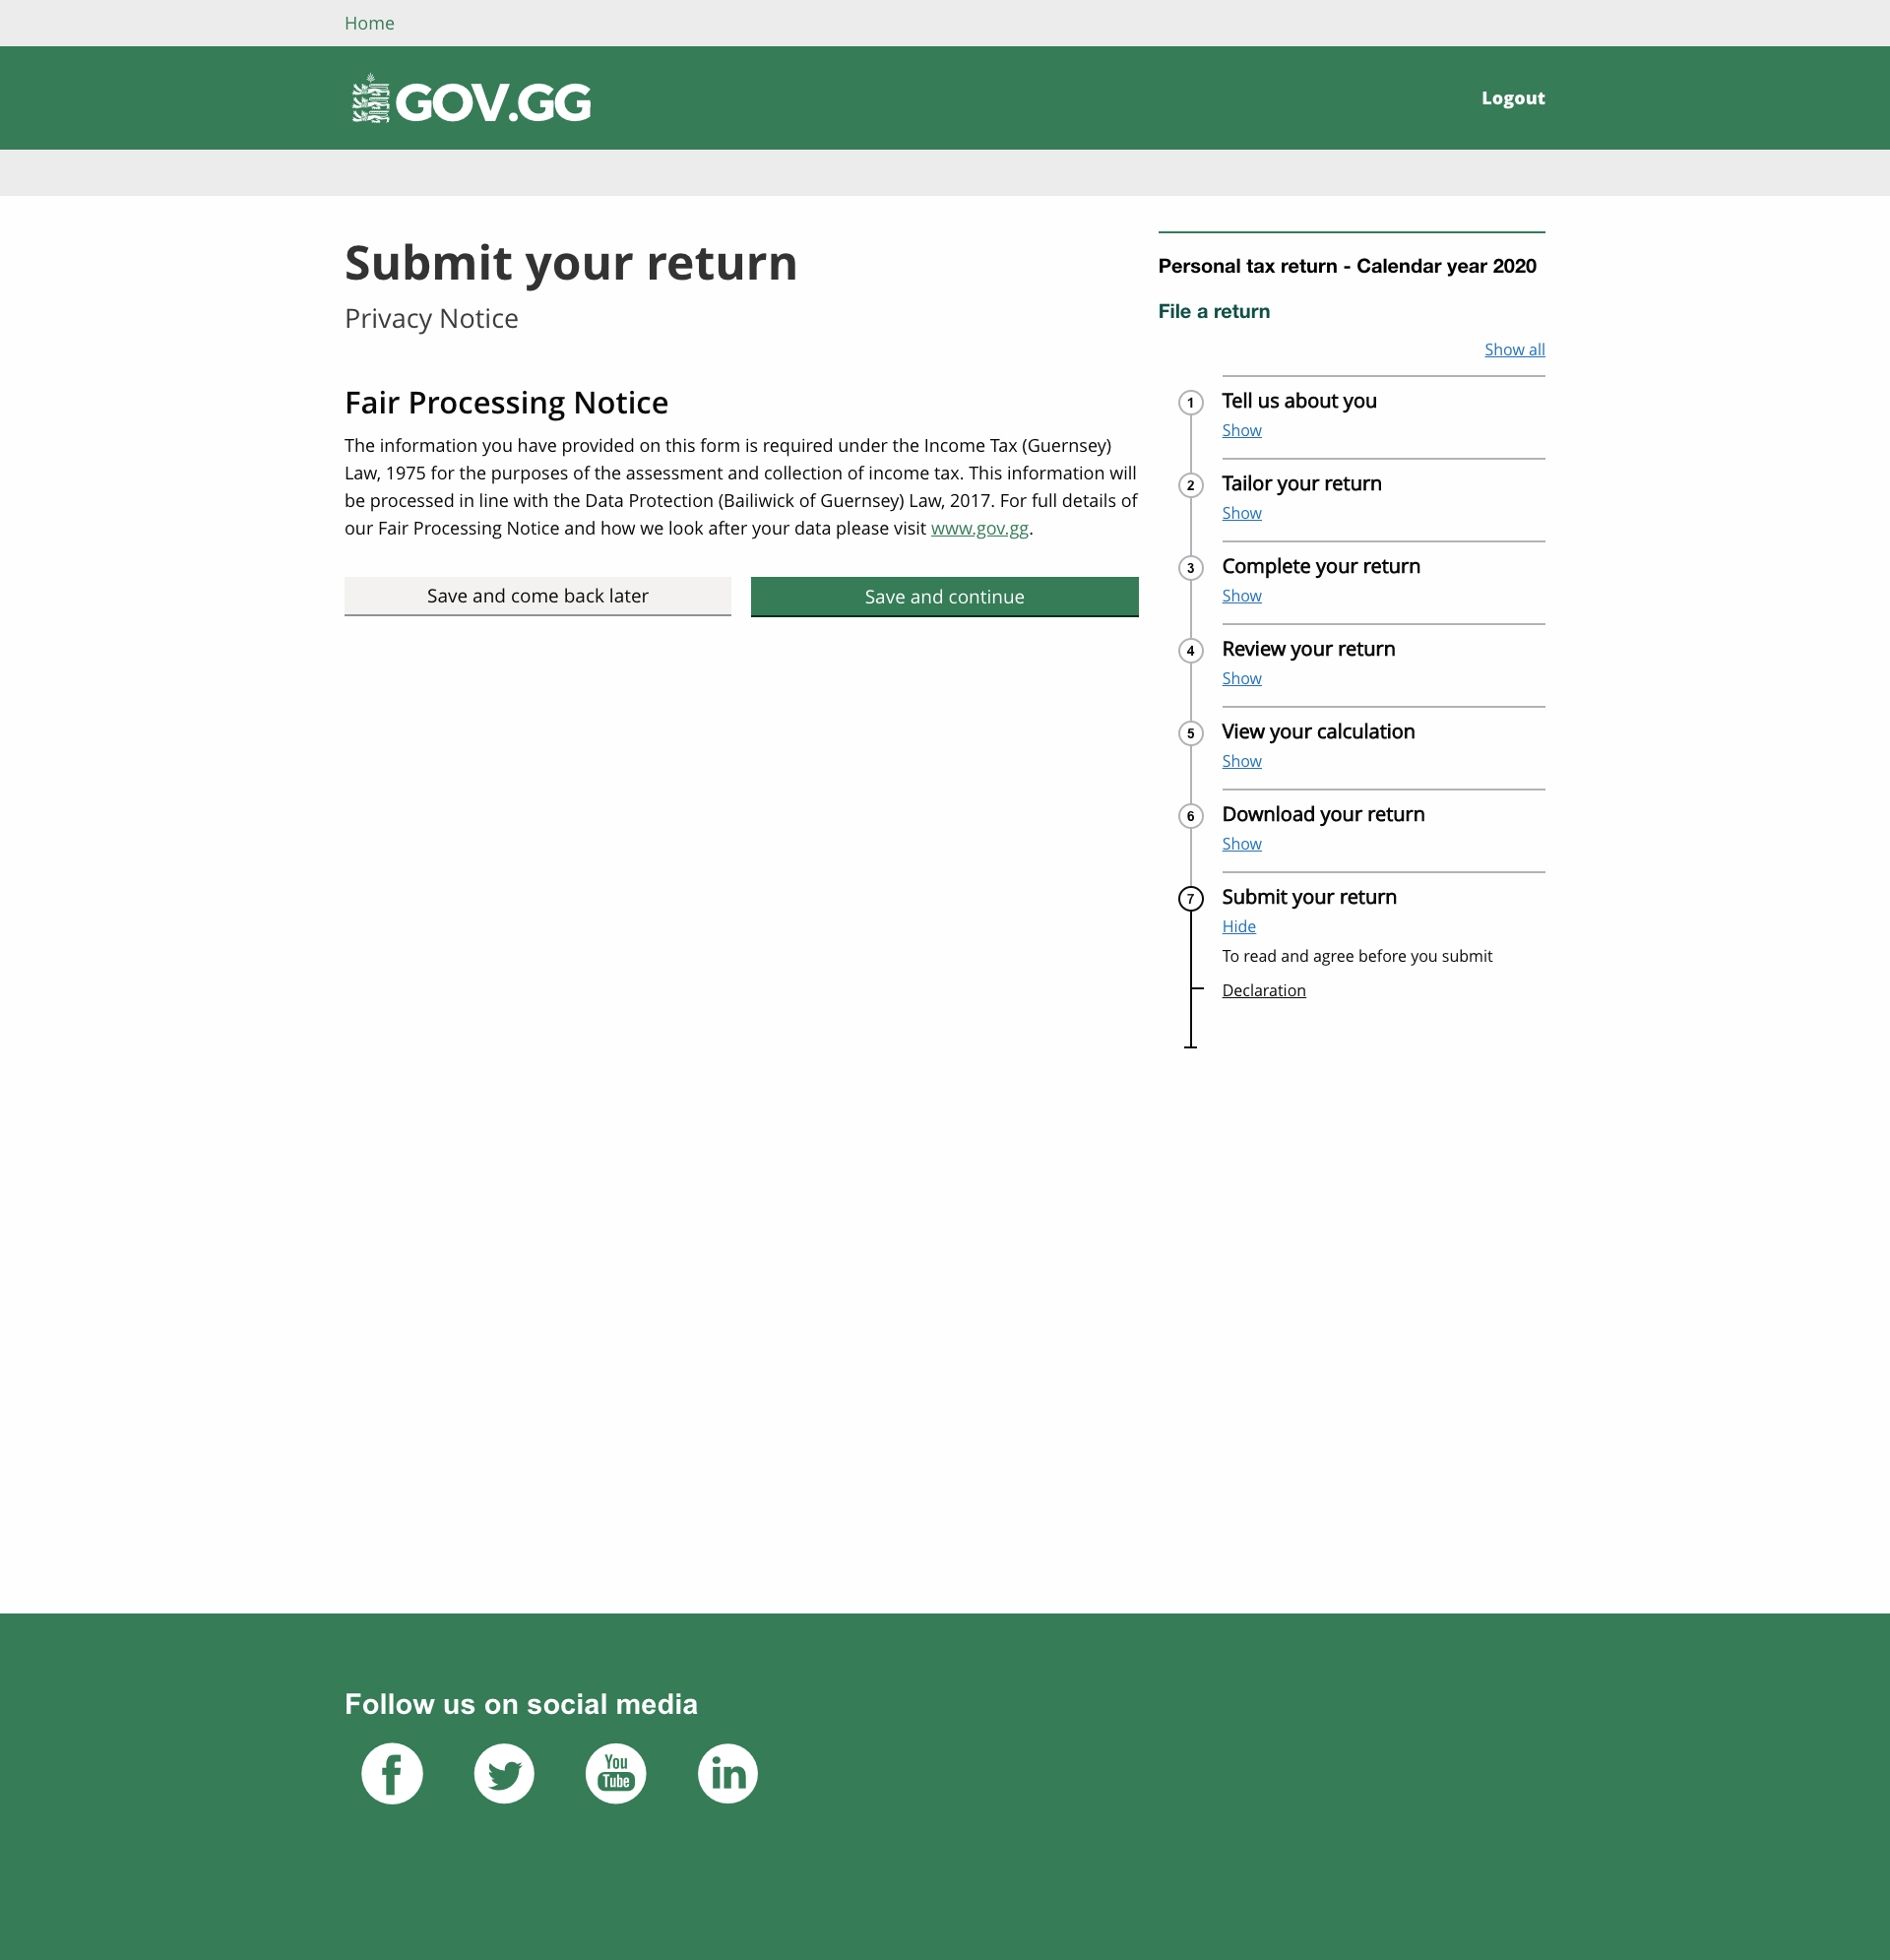 Home
GOV.GG
Logout
Submit your return
Privacy Notice
Fair Processing Notice
The information you have provided on this form is required under the Income Tax (Guernsey)
Law, 1975 for the purposes of the assessment and collection of income tax. This information will
be processed in line with the Data Protection (Bailiwick of Guernsey) Law, 2017. For full details of
our Fair Processing Notice and how we look after your data please visit www.gov.gg.
Save and come back later
Save and continue
Personal tax return - Calendar year 2020
File a return
Show all
1 Tell us about you
Show
2 Tailor your return
Show
3 Complete your return
Show
4 Review your return
Show
5 View your calculation
Show
6 Download your return
Show
7 Submit your return
Hide
To read and agree before you submit
Declaration
Follow us on social media
f
You
Tube
in